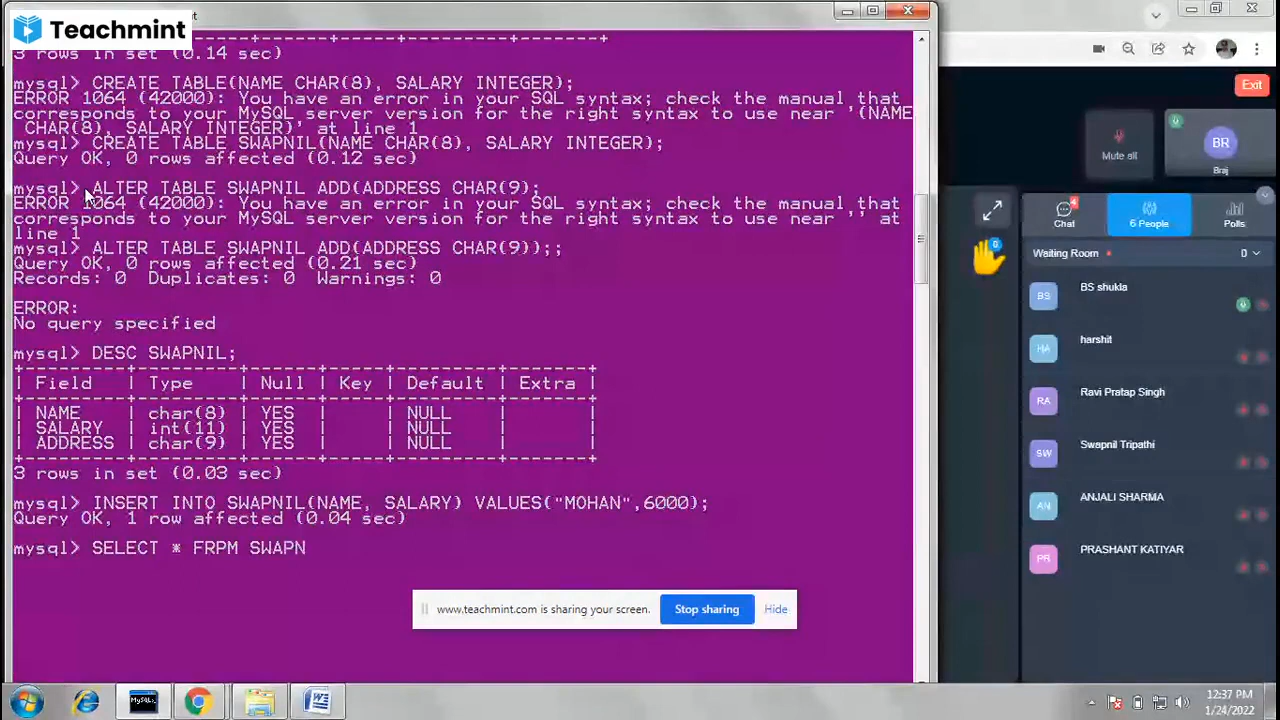 Teachmint
3 rows in set (0.14 sec)
mysql> CREATE TABLE(NAME CHAR(8), SALARY INTEGER);
ERROR 1064 (42000): You have an error in your SQL syntax; check the manual that
corresponds to your MySQL server version for the right syntax to use near '(NAME
CHAR(8), SALARY INTEGER)' at line 1
mysql> CREATE TABLE SWAPNIL(NAME CHAR(8), SALARY INTEGER);
Query OK, 0 rows affected (0.12 sec)
mysql> ALTER TABLE SWAPNIL ADD(ADDRESS CHAR(9);
ERROR 1064 (42000): You have an error in your SQL syntax; check the manual that
corresponds to your MySQL server version for the right syntax to use near '' at
line 1
mysql> ALTER TABLE SWAPNIL ADD(ADDRESS CHAR(9));;
Query OK, 0 rows affected (0.21 sec)
Records: 0  Duplicates: 0  Warnings: 0
ERROR:
No query specified
mysql> DESC SWAPNIL;
| Field | Type | Null | Key | Default | Extra |
| NAME | char(8) | YES | | NULL | |
| SALARY | int(11) | YES | | NULL | |
| ADDRESS | char(9) | YES | | NULL | |
3 rows in set (0.03 sec)
mysql> INSERT INTO SWAPNIL(NAME, SALARY) VALUES("MOHAN",6000);
Query OK, 1 row affected (0.04 sec)
mysql> SELECT * FRPM SWAPN
www.teachmint.com is sharing your screen. Stop sharing Hide
Exit
Mute all
BR
Braj
4
Chat
6 People
Polls
0
Waiting Room 0
BS BS shukla
HA harshit
RA Ravi Pratap Singh
SW Swapnil Tripathi
AN ANJALI SHARMA
PR PRASHANT KATIYAR
MySQL
12:37 PM
1/24/2022